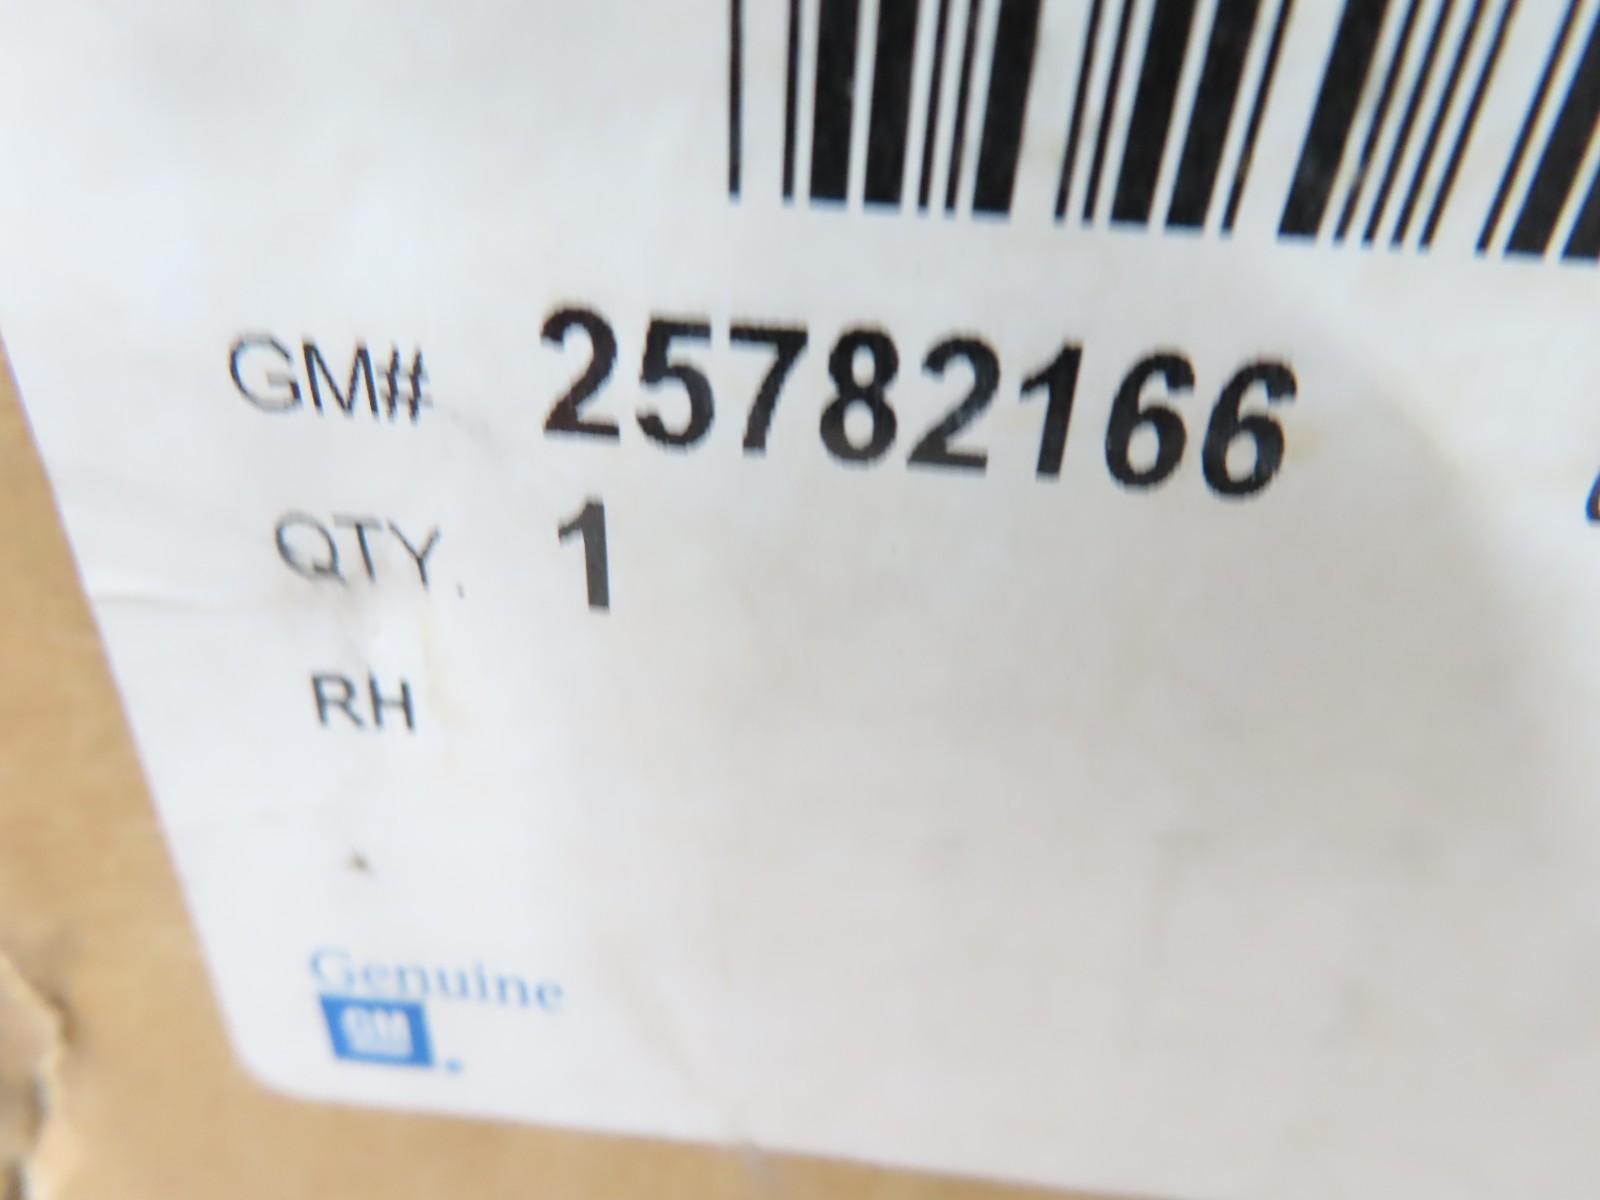 GM# 25782166
QTY. 1
RH
Genuine
GM